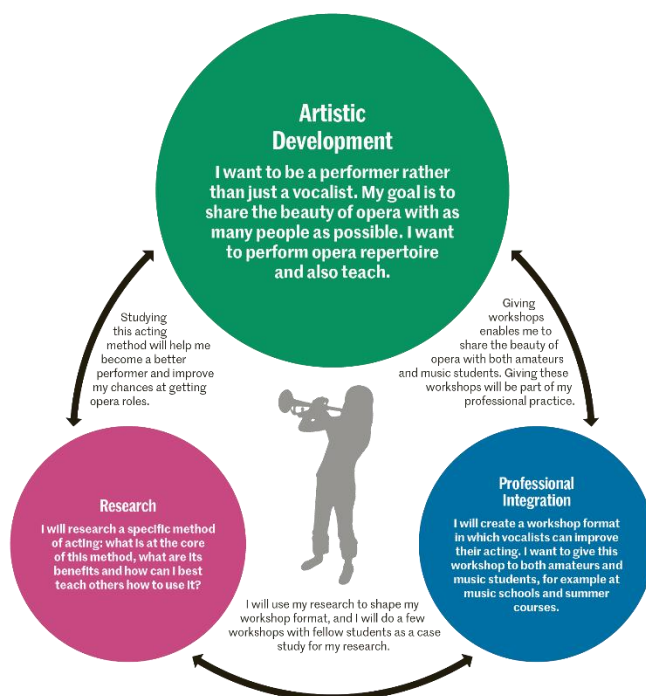 Artistic
Development
I want to be a performer rather
than just a vocalist. My goal is to
share the beauty of opera with as
many people as possible. I want
to perform opera repertoire
and also teach.
Studying
this acting
method will help me
become a better
performer and improve
my chances at getting
opera roles.
Giving
workshops
enables me to
share the beauty of
opera with both amateurs
and music students. Giving these
workshops will be part of my
professional practice.
Research
I will research a specific method
of acting: what is at the core
of this method, what are its
benefits and how can I best
teach others how to use it?
Professional
Integration
I will create a workshop format
in which vocalists can improve
their acting. I want to give this
workshop to both amateurs and
music students, for example at
music schools and summer
courses.
I will use my research to shape my
workshop format, and I will do a few
workshops with fellow students as a case
study for my research.